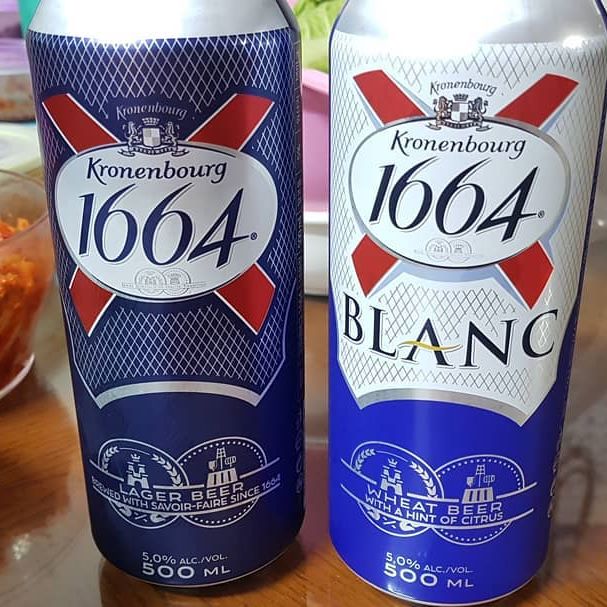 Kronenbourg
Kronenbourg
1664
LAGER BEER
BREWED WITH SAVOIR-FAIRE SINCE 1664
5,0% ALC./VOL.
500 ML
Kronenbourg
Kronenbourg
1664
BLANC
WHEAT BEER
WITH A HINT OF CITRUS
5,0% ALC./VOL.
500 ML